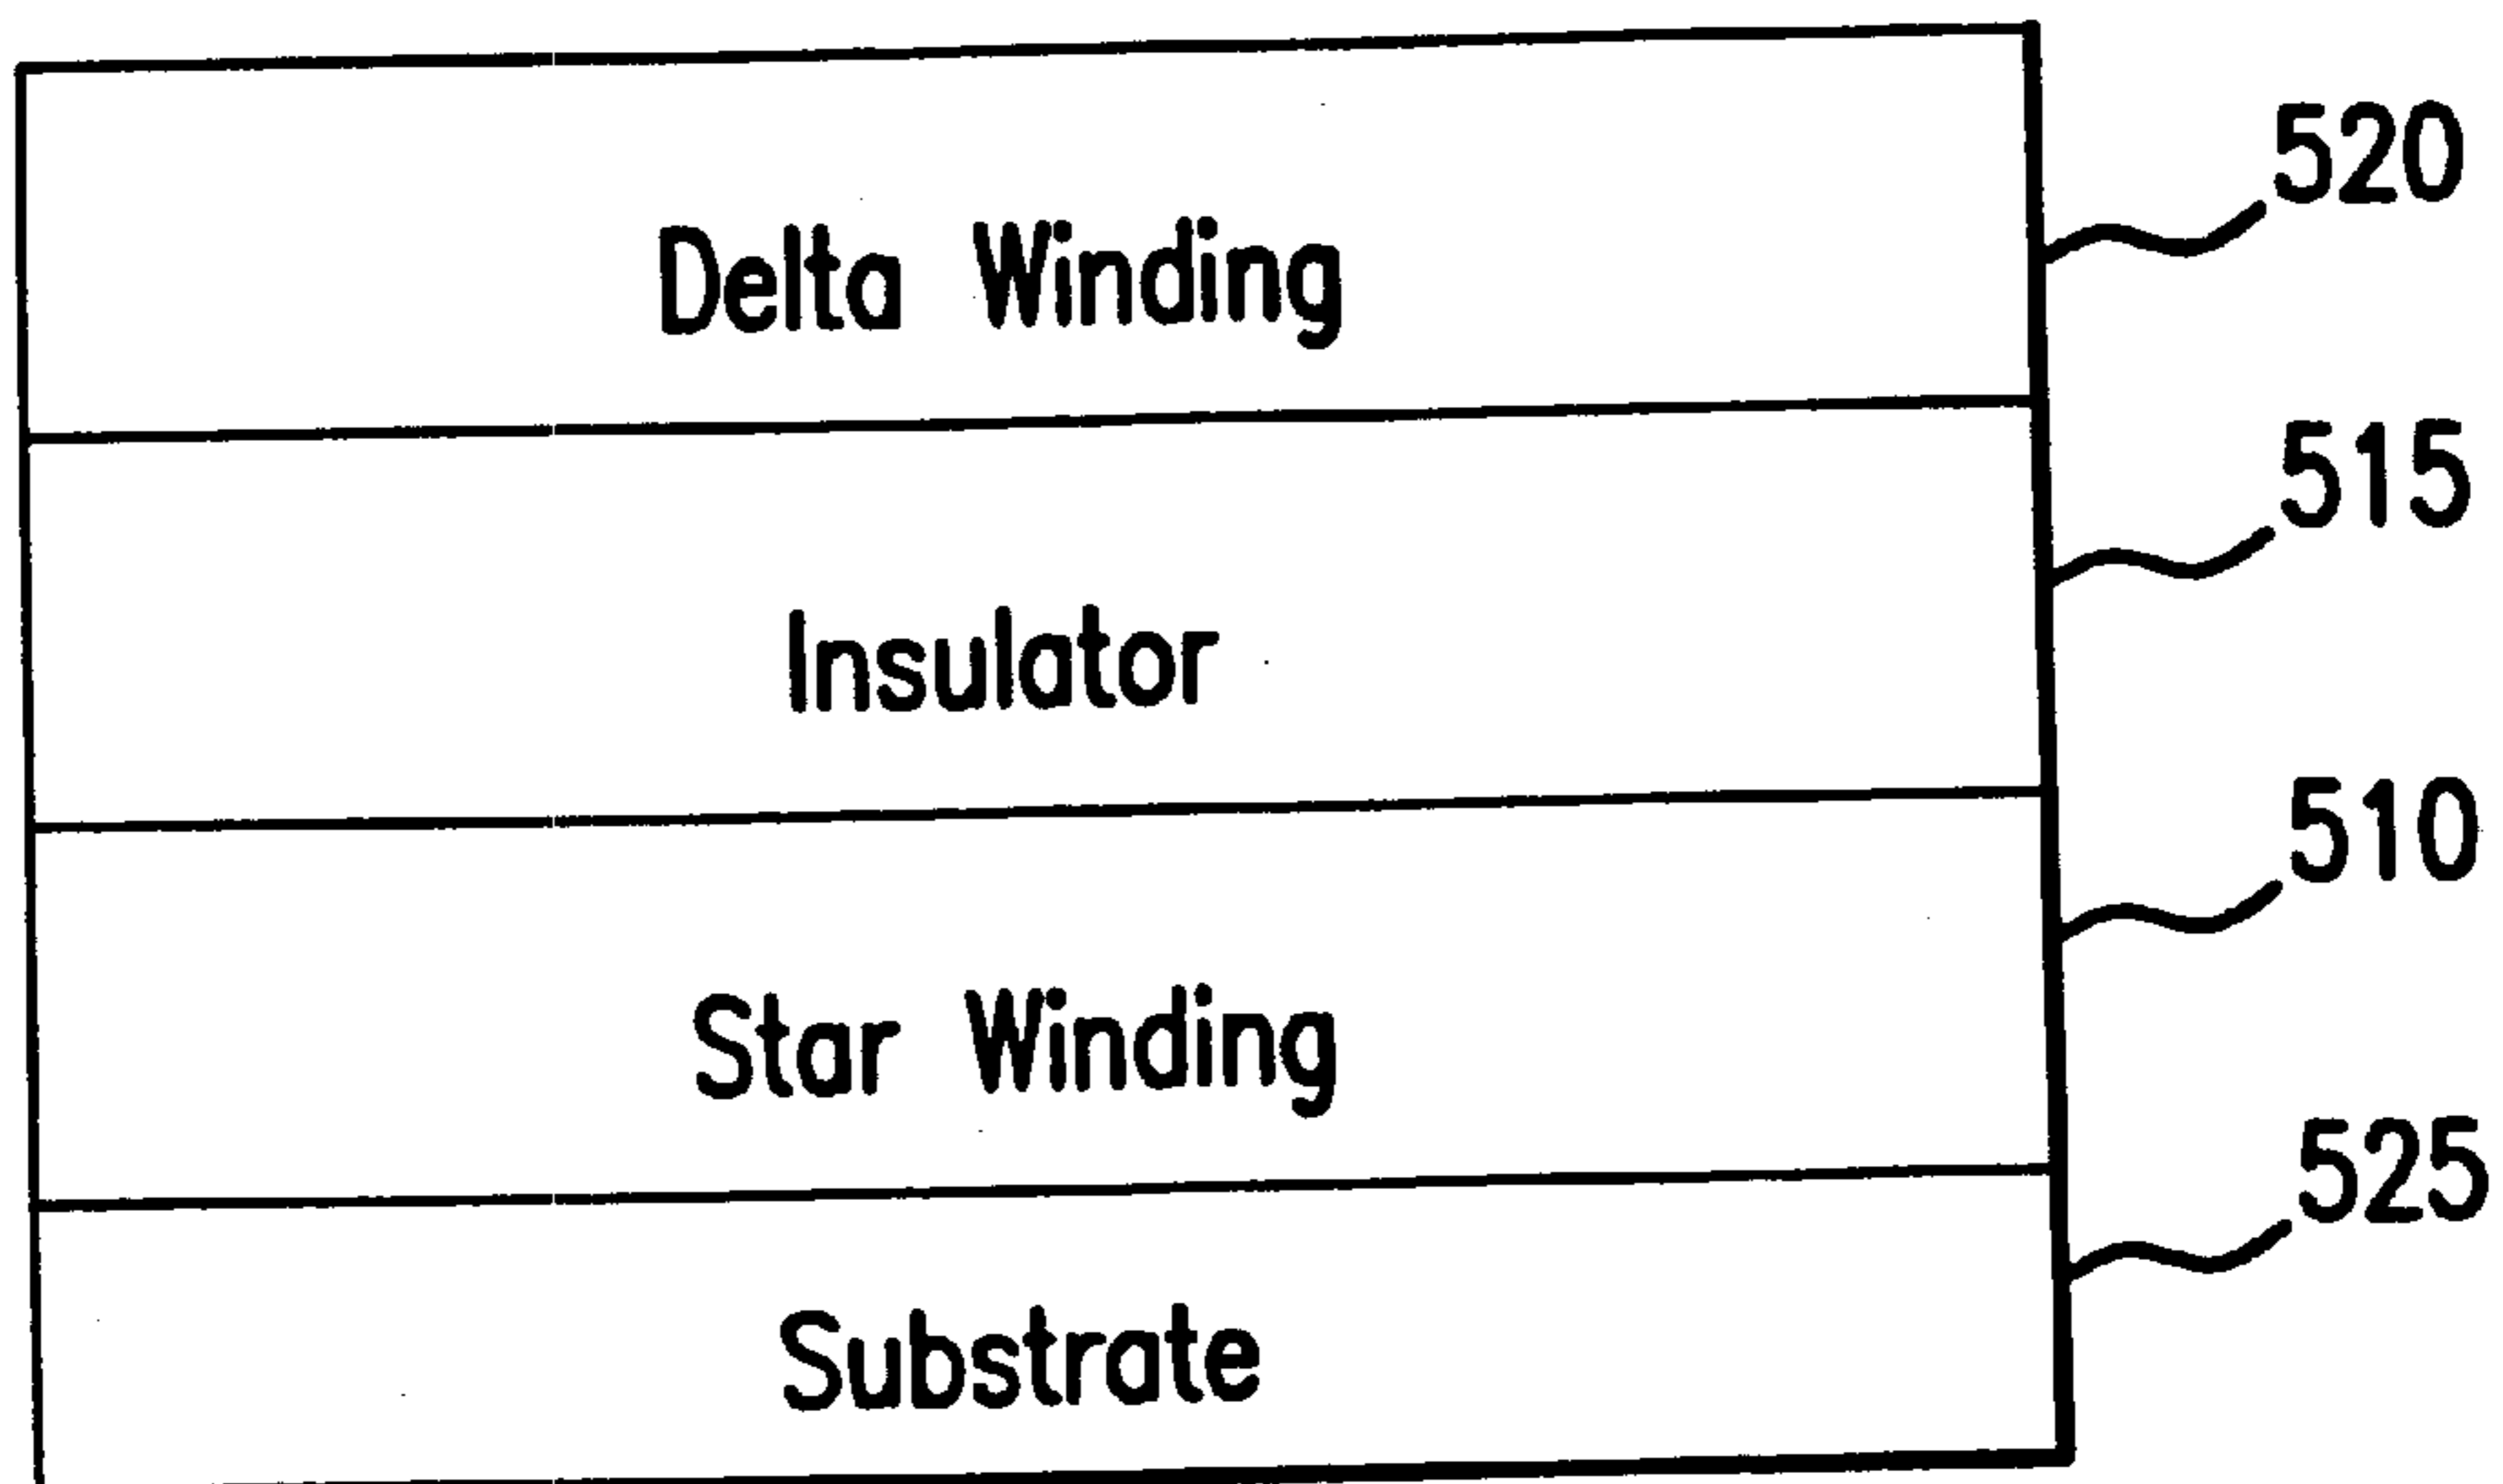 520
Delta Winding
515
Insulator
510
Star Winding
525
Substrate